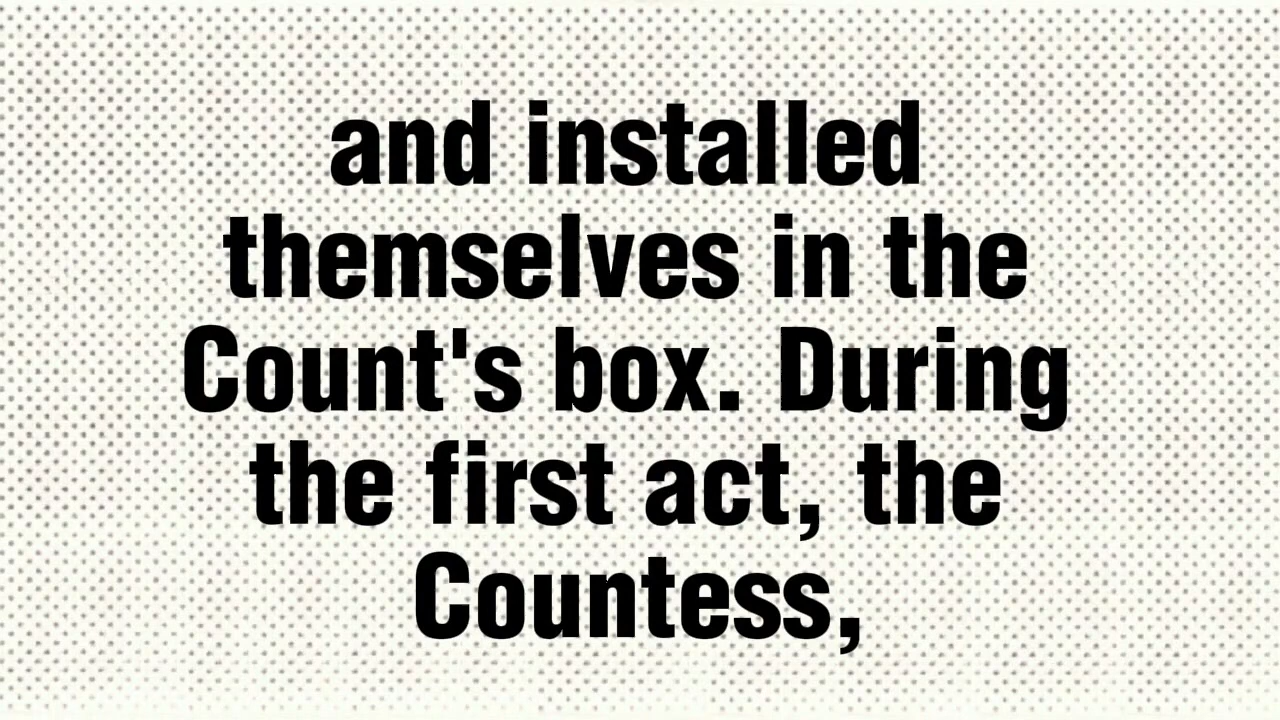 and installed
themselves in the
Count's box. During
the first act, the
Countess,